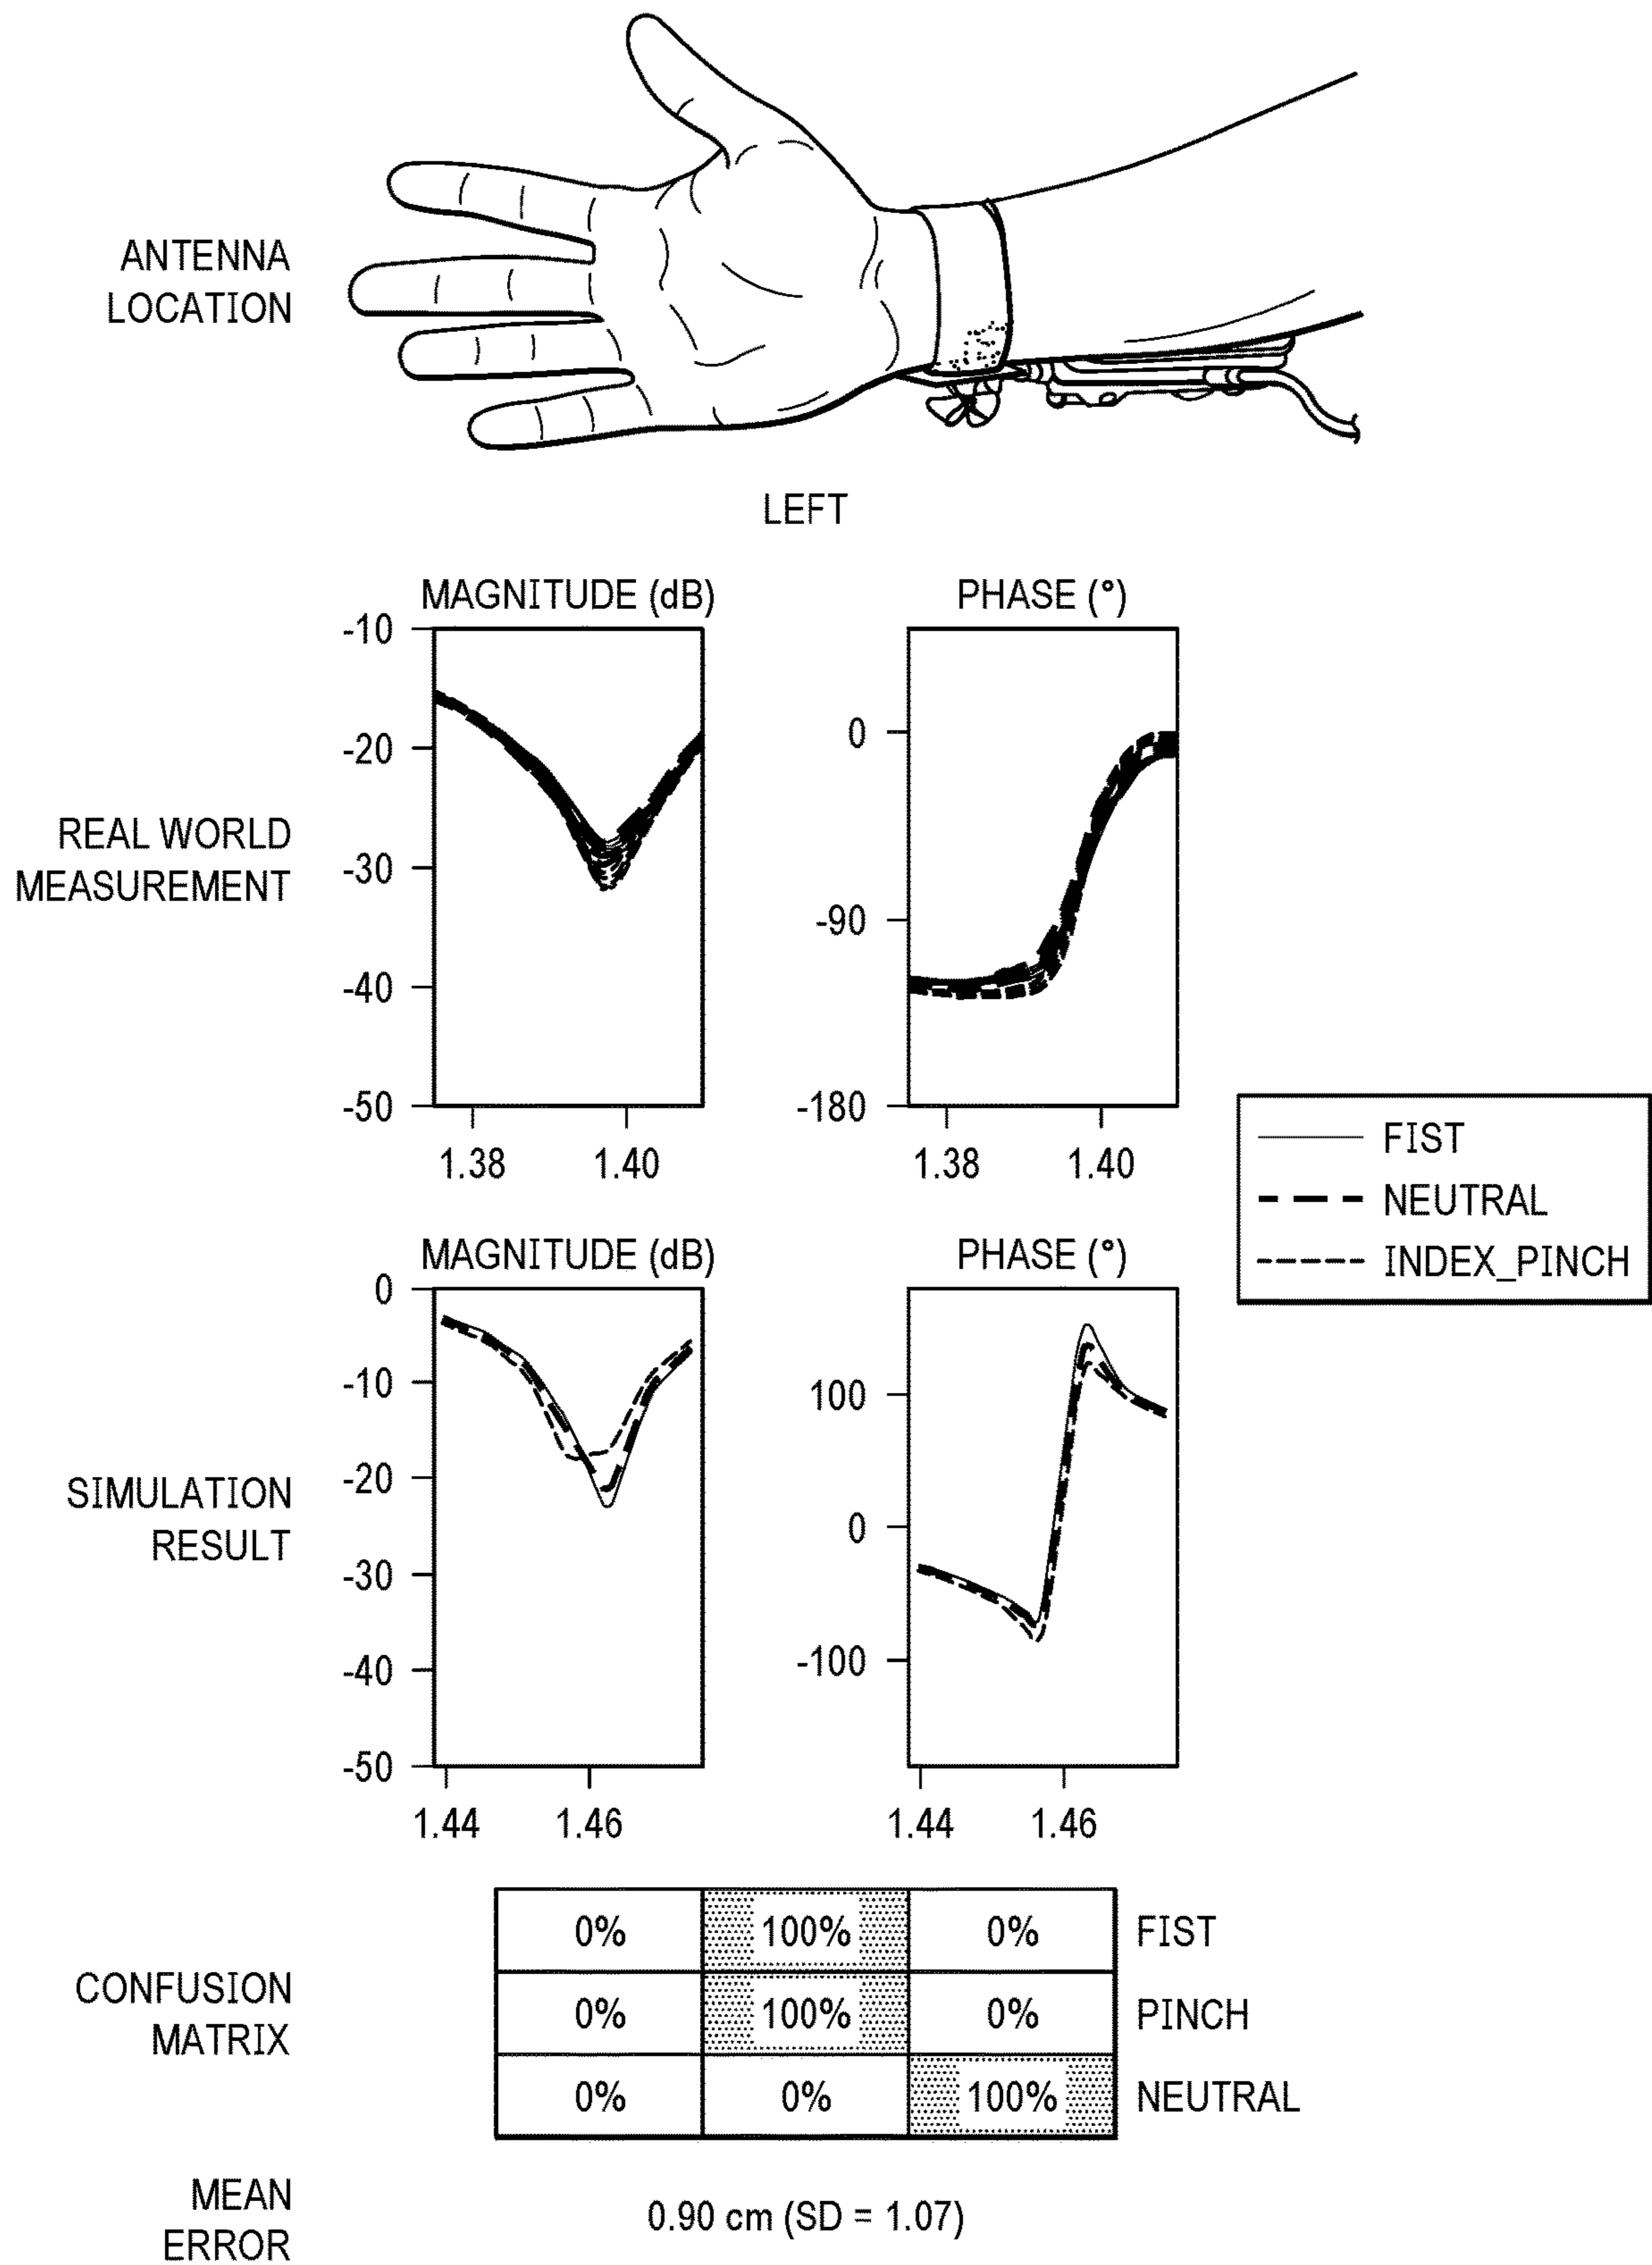 ANTENNA
LOCATION
LEFT
MAGNITUDE (dB)
PHASE (°)
-10
-20
-30
-40
-50
0
-90
-180
REAL WORLD
MEASUREMENT
1.38
1.40
1.38
1.40
FIST
NEUTRAL
INDEX_PINCH
MAGNITUDE (dB)
PHASE (°)
0
-10
-20
-30
-40
-50
100
0
-100
SIMULATION
RESULT
1.44
1.46
1.44
1.46
CONFUSION
MATRIX
0% 100% 0% FIST
0% 100% 0% PINCH
0% 0% 100% NEUTRAL
MEAN
ERROR
0.90 cm (SD = 1.07)